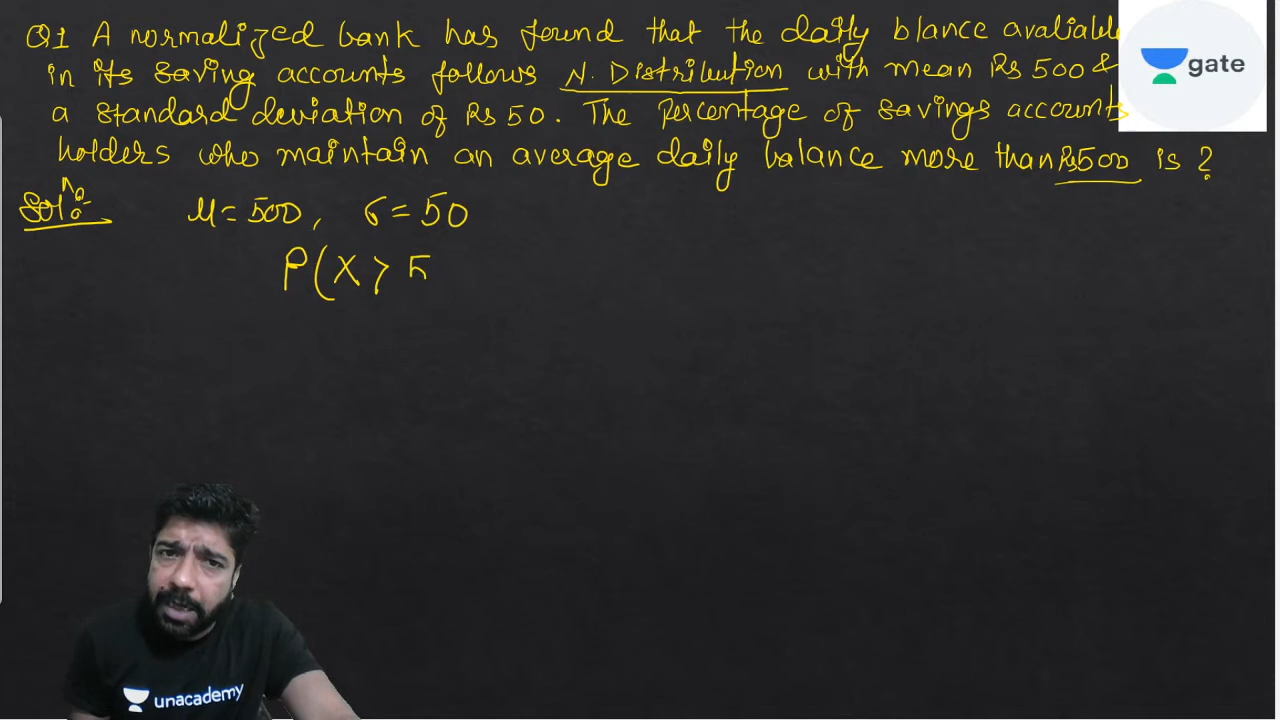 Q1 A normalized bank has found that the daily blance avaliable
in its saving accounts follows N. Distribution with mean Rs 500 &
a standard deviation of Rs 50. The Percentage of savings accounts
holders who maintain an average daily balance more than Rs500 is ?
Soln:-
μ = 500, σ = 50
P(X > 5
gate
unacademy